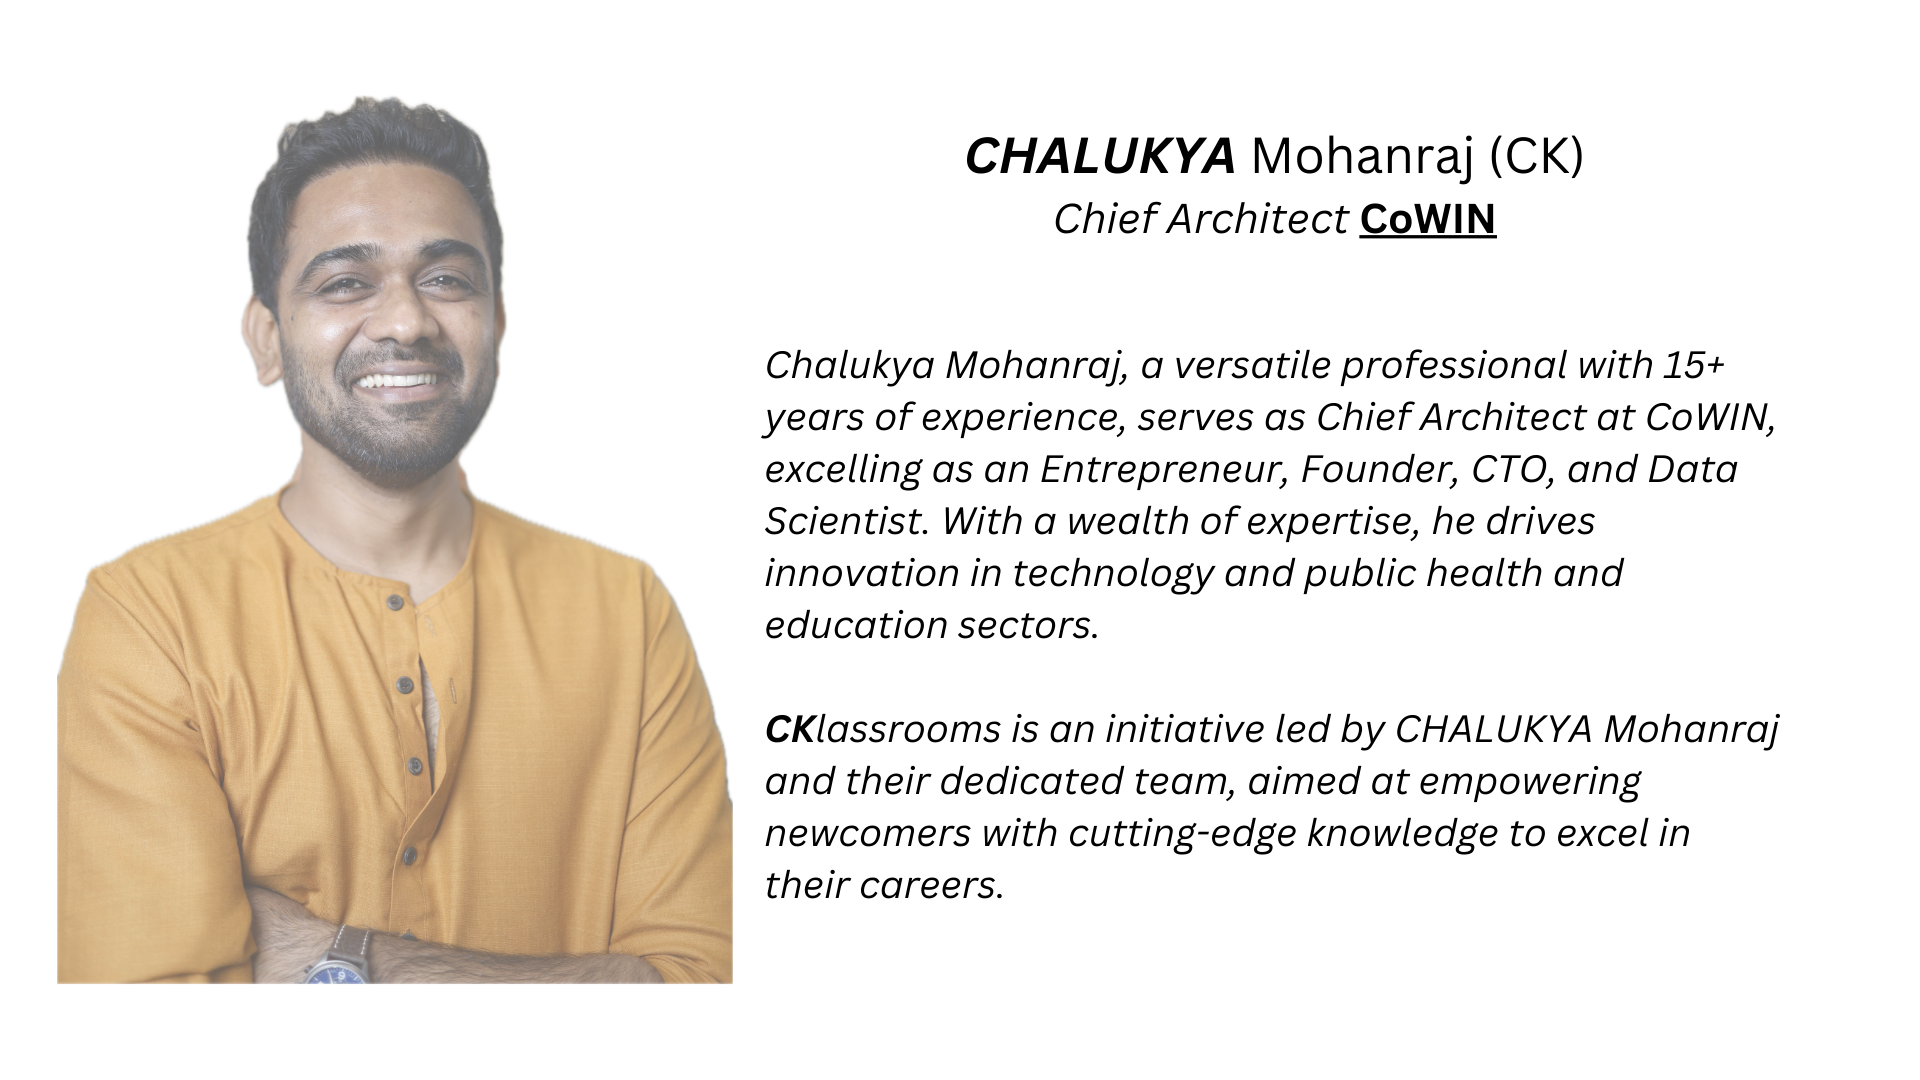 CHALUKYA Mohanraj (CK)
Chief Architect CoWIN
Chalukya Mohanraj, a versatile professional with 15+
years of experience, serves as Chief Architect at CoWIN,
excelling as an Entrepreneur, Founder, CTO, and Data
Scientist. With a wealth of expertise, he drives
innovation in technology and public health and
education sectors.
CKlassrooms is an initiative led by CHALUKYA Mohanraj
and their dedicated team, aimed at empowering
newcomers with cutting-edge knowledge to excel in
their careers.